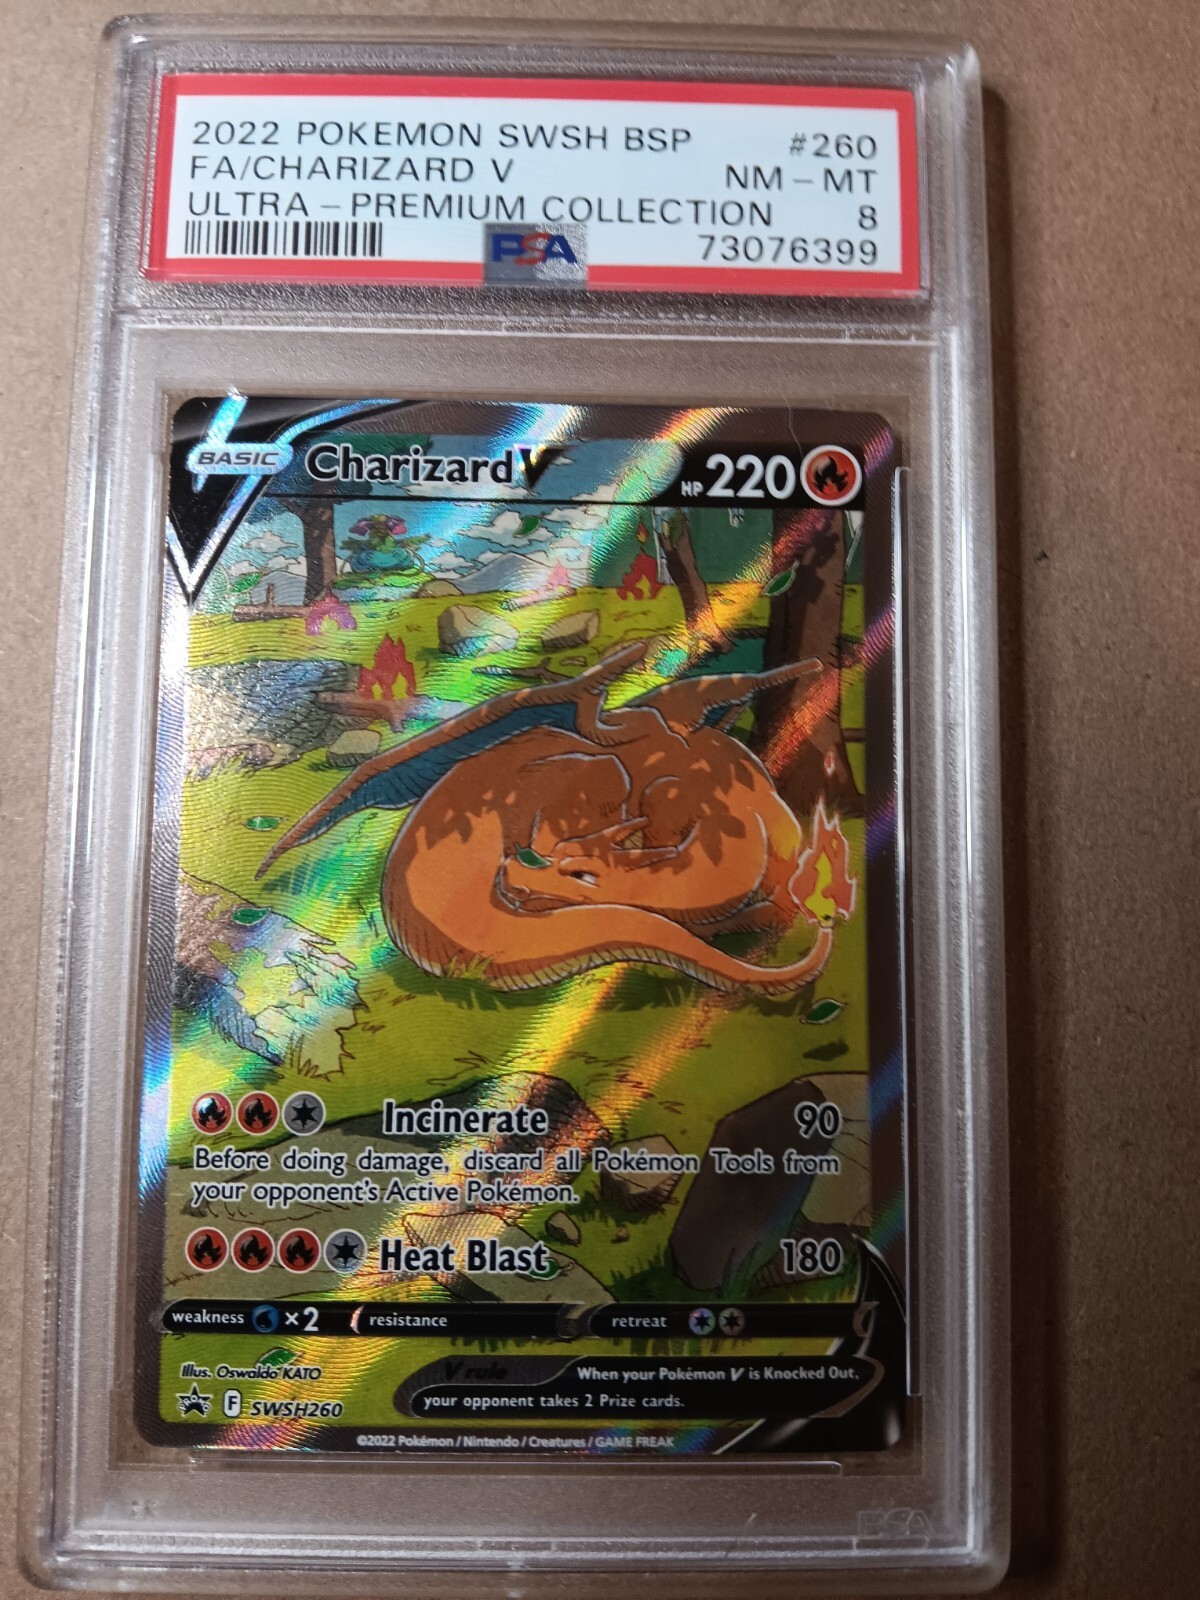 2022 POKEMON SWSH BSP #260
FA/CHARIZARD V NM - MT
ULTRA - PREMIUM COLLECTION 8
PSA 73076399
BASIC Charizard V HP 220
Incinerate 90
Before doing damage, discard all Pokémon Tools from
your opponent's Active Pokémon.
Heat Blast 180
weakness ×2 resistance retreat
Illus. Oswaldo KATO V rule When your Pokémon V is Knocked Out,
PROMO F SWSH260 your opponent takes 2 Prize cards.
©2022 Pokémon / Nintendo / Creatures / GAME FREAK
PSA